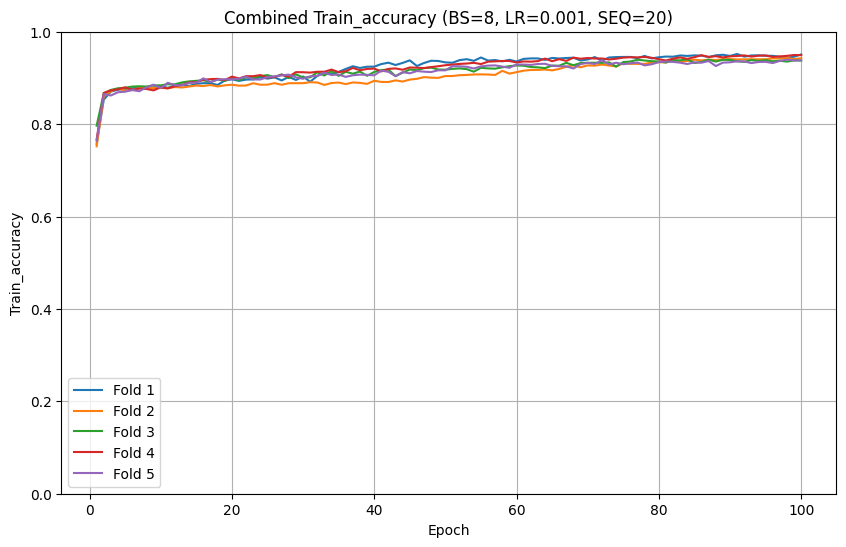 Combined Train_accuracy (BS=8, LR=0.001, SEQ=20)
Train_accuracy
1.0
0.8
0.6
0.4
0.2
0.0
Fold 1
Fold 2
Fold 3
Fold 4
Fold 5
0
20
40
60
80
100
Epoch